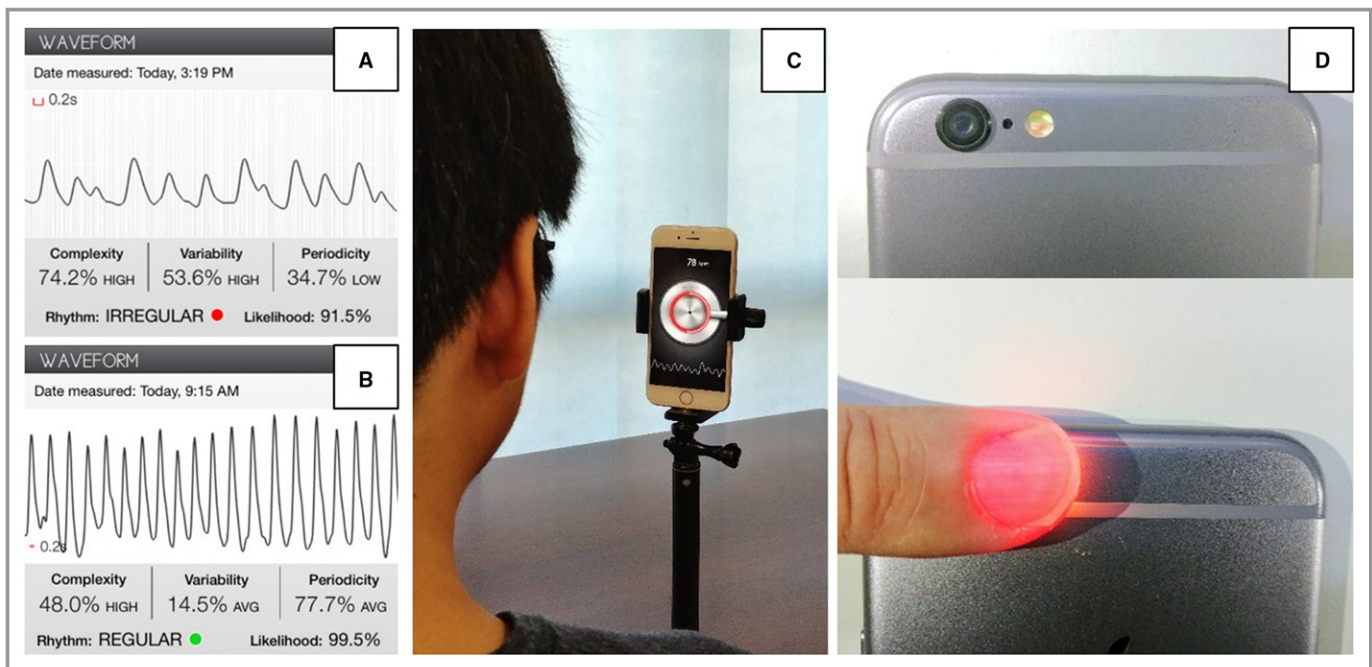 WAVEFORM
A
Date measured: Today, 3:19 PM
0.2s
Complexity Variability Periodicity
74.2% HIGH 53.6% HIGH 34.7% LOW
Rhythm: IRREGULAR Likelihood: 91.5%
WAVEFORM
B
Date measured: Today, 9:15 AM
0.2s
Complexity Variability Periodicity
48.0% HIGH 14.5% AVG 77.7% AVG
Rhythm: REGULAR Likelihood: 99.5%
C
78 bpm
D